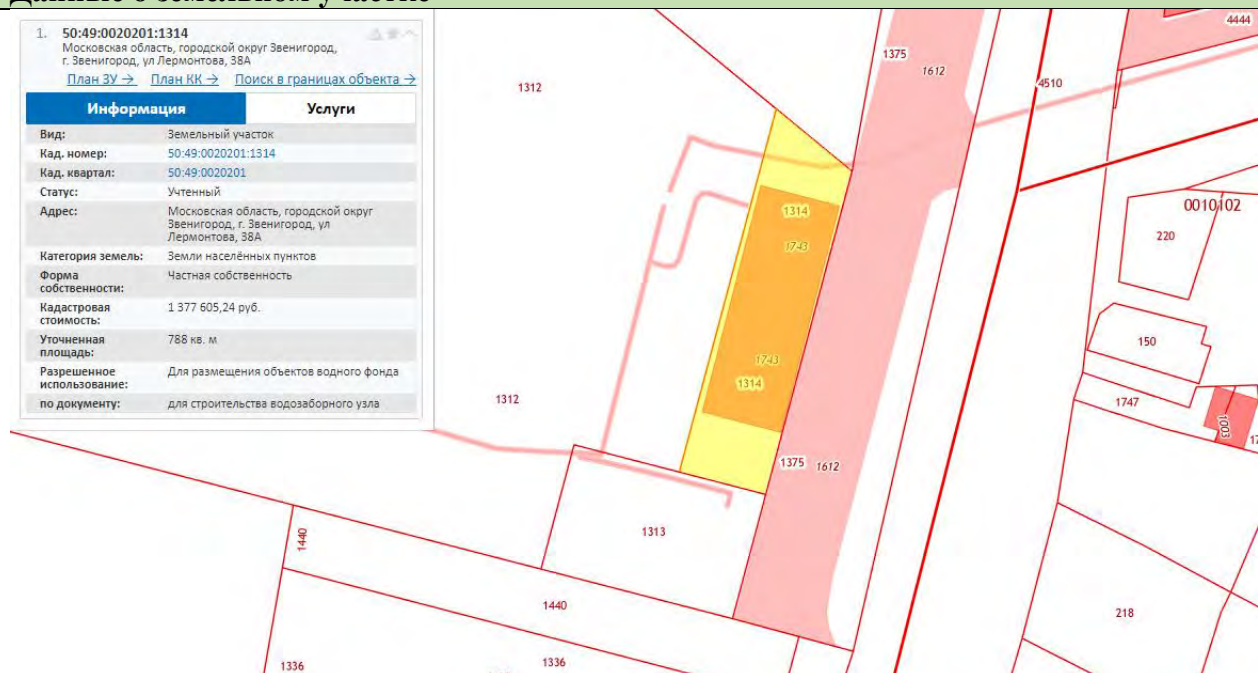 Данные о земельном участке
1. 50:49:0020201:1314
Московская область, городской округ Звенигород,
г. Звенигород, ул Лермонтова, 38А
План ЗУ → План КК → Поиск в границах объекта →
Информация Услуги
Вид: Земельный участок
Кад. номер: 50:49:0020201:1314
Кад. квартал: 50:49:0020201
Статус: Учтенный
Адрес: Московская область, городской округ
Звенигород, г. Звенигород, ул
Лермонтова, 38А
Категория земель: Земли населённых пунктов
Форма
собственности: Частная собственность
Кадастровая
стоимость: 1 377 605,24 руб.
Уточненная
площадь: 788 кв. м
Разрешенное
использование: Для размещения объектов водного фонда
по документу: для строительства водозаборного узла
4444
1375
1612
4510
1312
1314
0010102
220
1743
150
1743
1314
1312
1747
1003
1375 1612
1313
1440
1440
218
1336
1336